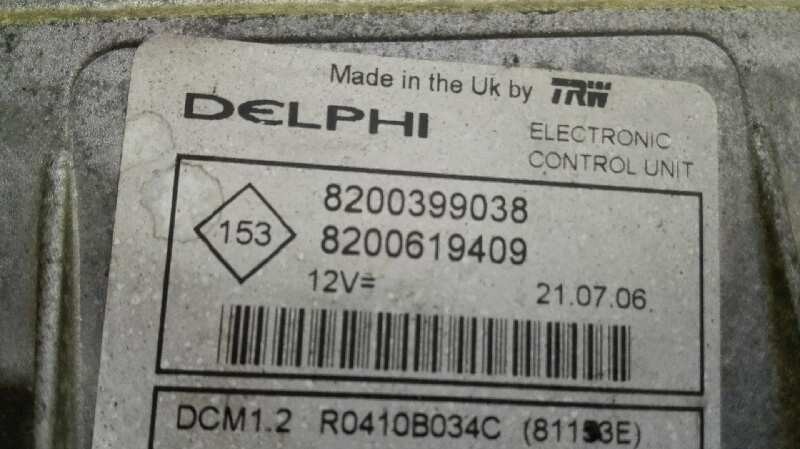 Made in the Uk by TRW
DELPHI
ELECTRONIC
CONTROL UNIT
153
8200399038
8200619409
12V=
21.07.06.
DCM1.2 R0410B034C (81153E)